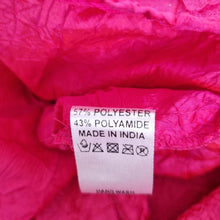 57% POLYESTER
43% POLYAMIDE
MADE IN INDIA
HAND WASH